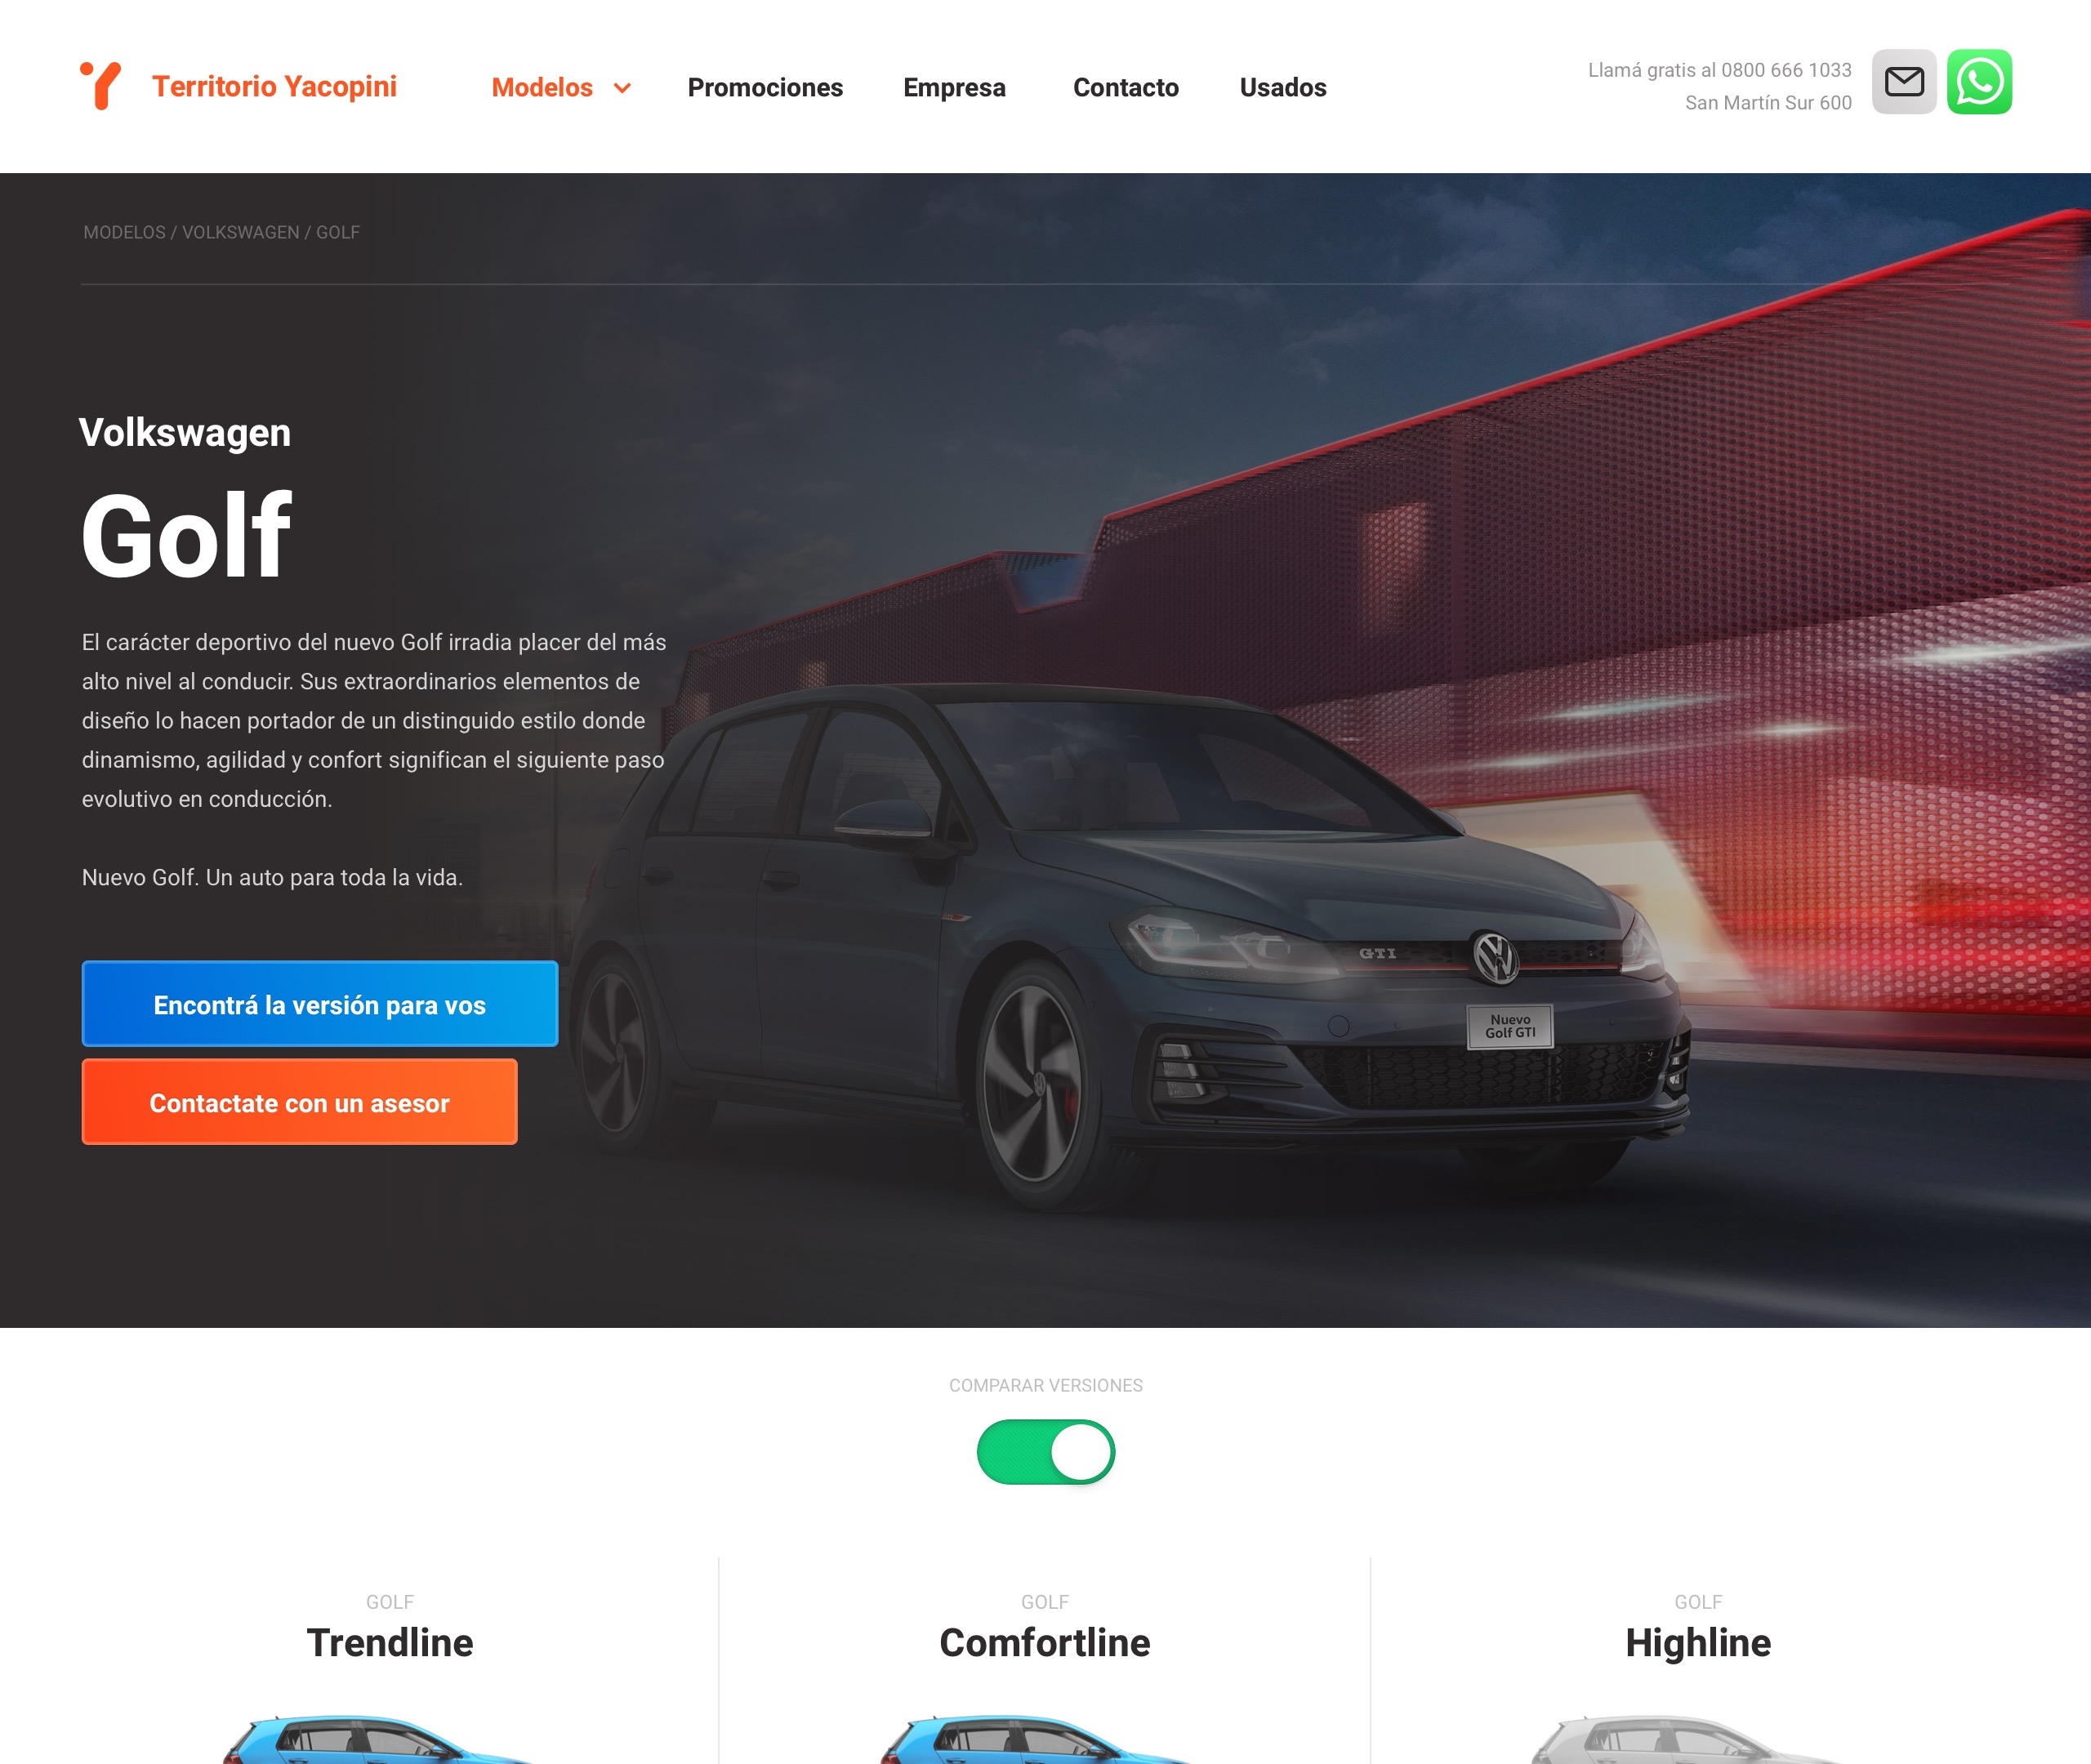 Territorio Yacopini
Modelos
Promociones
Empresa
Contacto
Usados
Llamá gratis al 0800 666 1033
San Martín Sur 600
MODELOS / VOLKSWAGEN / GOLF
Volkswagen
Golf
El carácter deportivo del nuevo Golf irradia placer del más
alto nivel al conducir. Sus extraordinarios elementos de
diseño lo hacen portador de un distinguido estilo donde
dinamismo, agilidad y confort significan el siguiente paso
evolutivo en conducción.
Nuevo Golf. Un auto para toda la vida.
Encontrá la versión para vos
Contactate con un asesor
GTI
Nuevo
Golf GTI
COMPARAR VERSIONES
GOLF
Trendline
GOLF
Comfortline
GOLF
Highline